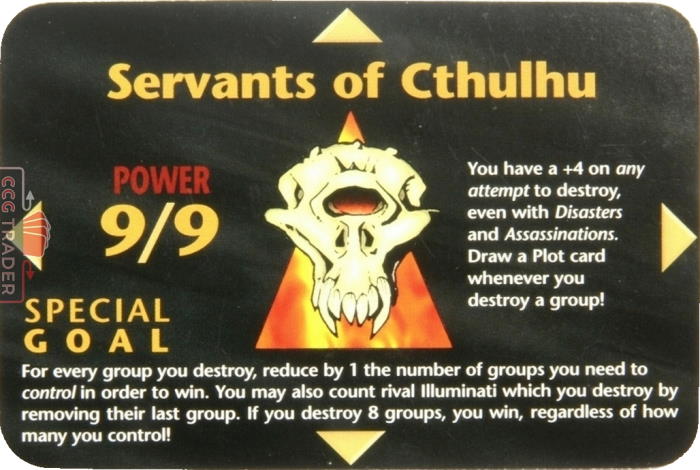 Servants of Cthulhu
POWER
9/9
You have a +4 on any
attempt to destroy,
even with Disasters
and Assassinations.
Draw a Plot card
whenever you
destroy a group!
CCG TRADER
SPECIAL
GOAL
For every group you destroy, reduce by 1 the number of groups you need to
control in order to win. You may also count rival Illuminati which you destroy by
removing their last group. If you destroy 8 groups, you win, regardless of how
many you control!